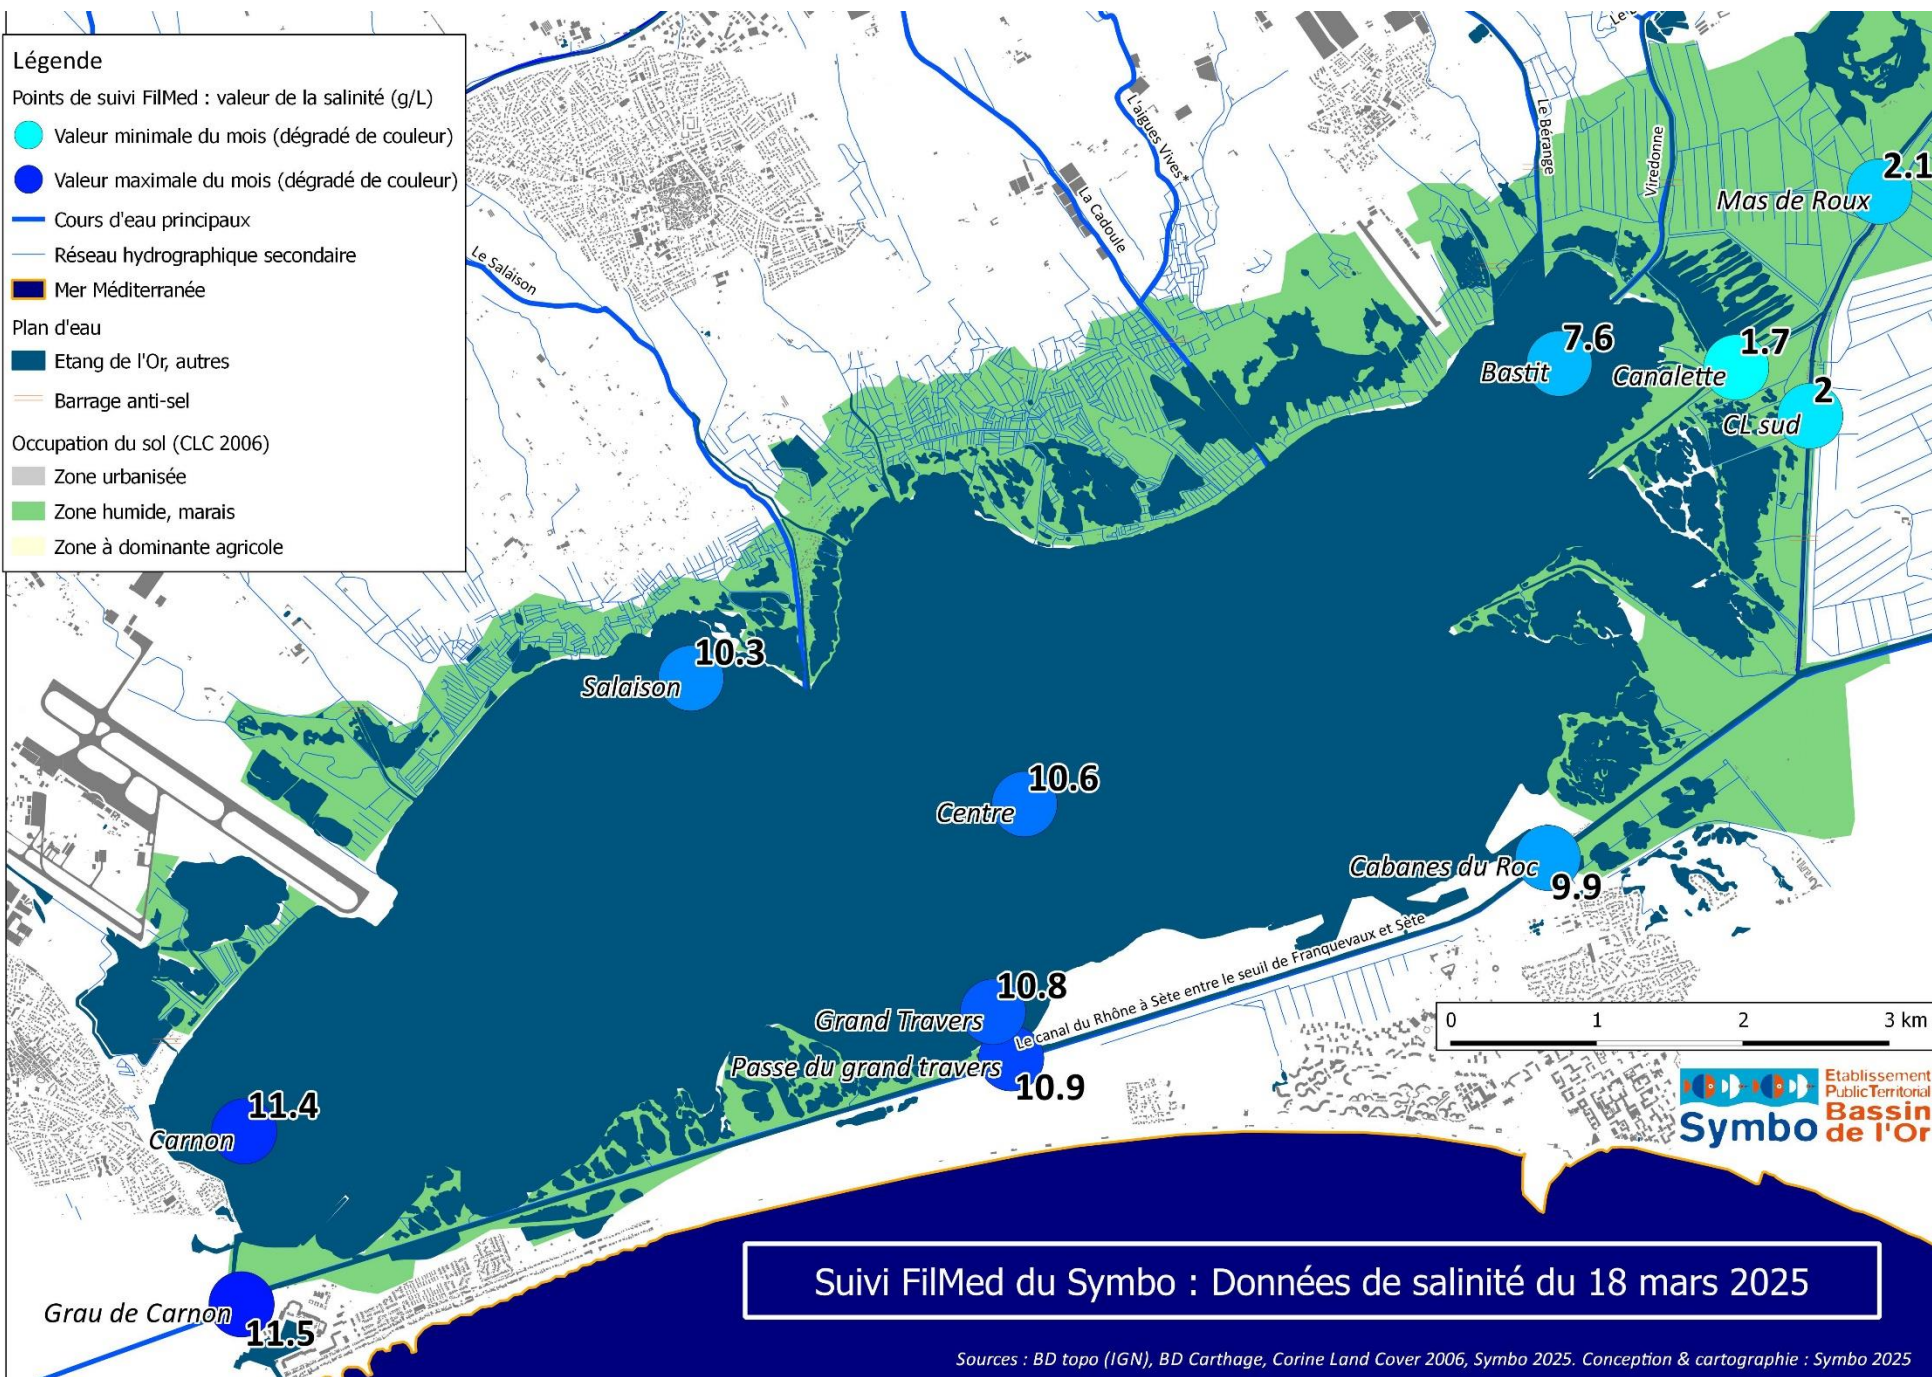 Légende
Points de suivi FilMed : valeur de la salinité (g/L)
Valeur minimale du mois (dégradé de couleur)
Valeur maximale du mois (dégradé de couleur)
Cours d'eau principaux
Réseau hydrographique secondaire
Mer Méditerranée
Plan d'eau
Etang de l'Or, autres
Barrage anti-sel
Occupation du sol (CLC 2006)
Zone urbanisée
Zone humide, marais
Zone à dominante agricole
Le Salaison
La Cadoule
L'aigues Vives*
Le Bérange
Viredonne
2.1
Mas de Roux
7.6
Bastit
1.7
Canalette
2
CL sud
10.3
Salaison
10.6
Centre
Cabanes du Roc
9.9
Le canal du Rhône à Sète entre le seuil de Franquevaux et Sète
10.8
Grand Travers
Passe du grand travers
10.9
11.4
Carnon
Grau de Carnon
11.5
0 1 2 3 km
Symbo
Etablissement
Public Territorial
Bassin
de l'Or
Suivi FilMed du Symbo : Données de salinité du 18 mars 2025
Sources : BD topo (IGN), BD Carthage, Corine Land Cover 2006, Symbo 2025. Conception & cartographie : Symbo 2025